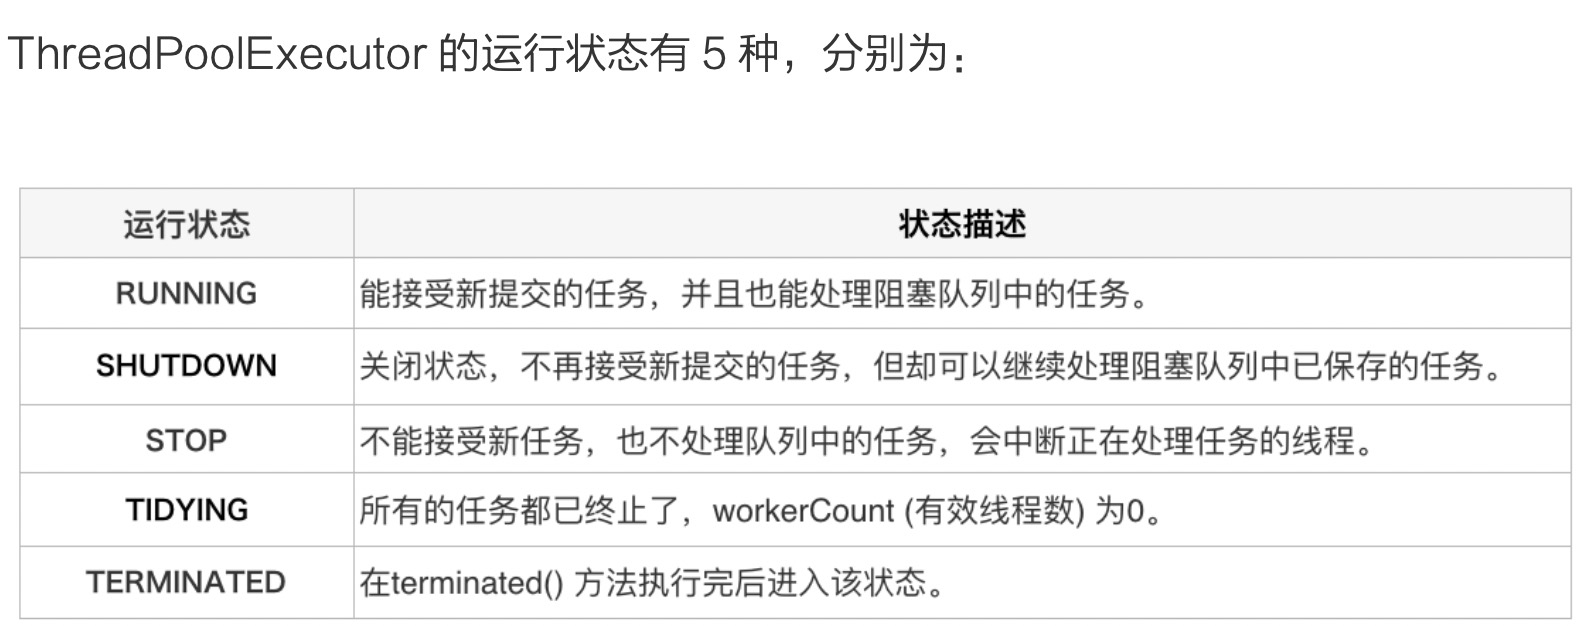 ThreadPoolExecutor 的运行状态有 5 种，分别为：
运行状态 状态描述
RUNNING 能接受新提交的任务，并且也能处理阻塞队列中的任务。
SHUTDOWN 关闭状态，不再接受新提交的任务，但却可以继续处理阻塞队列中已保存的任务。
STOP 不能接受新任务，也不处理队列中的任务，会中断正在处理任务的线程。
TIDYING 所有的任务都已终止了，workerCount (有效线程数) 为0。
TERMINATED 在terminated() 方法执行完后进入该状态。